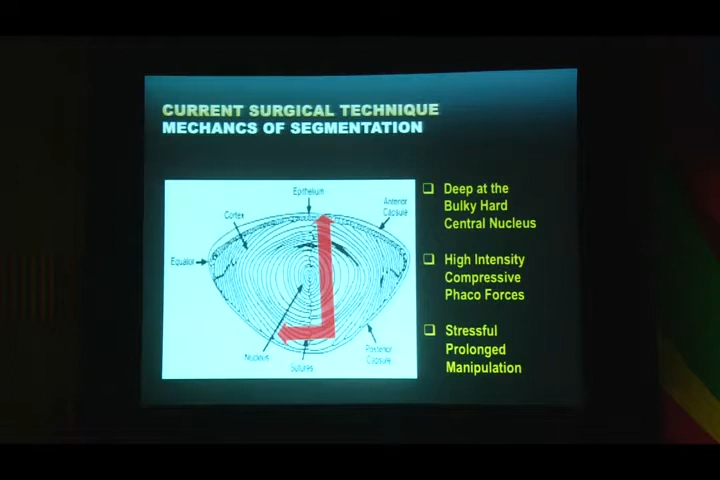 CURRENT SURGICAL TECHNIQUE
MECHANCS OF SEGMENTATION
Epithelium
Cortex
Anterior
Capsule
Equator
Nucleus
Sutures
Posterior
Capsule
❑ Deep at the
Bulky Hard
Central Nucleus
❑ High Intensity
Compressive
Phaco Forces
❑ Stressful
Prolonged
Manipulation